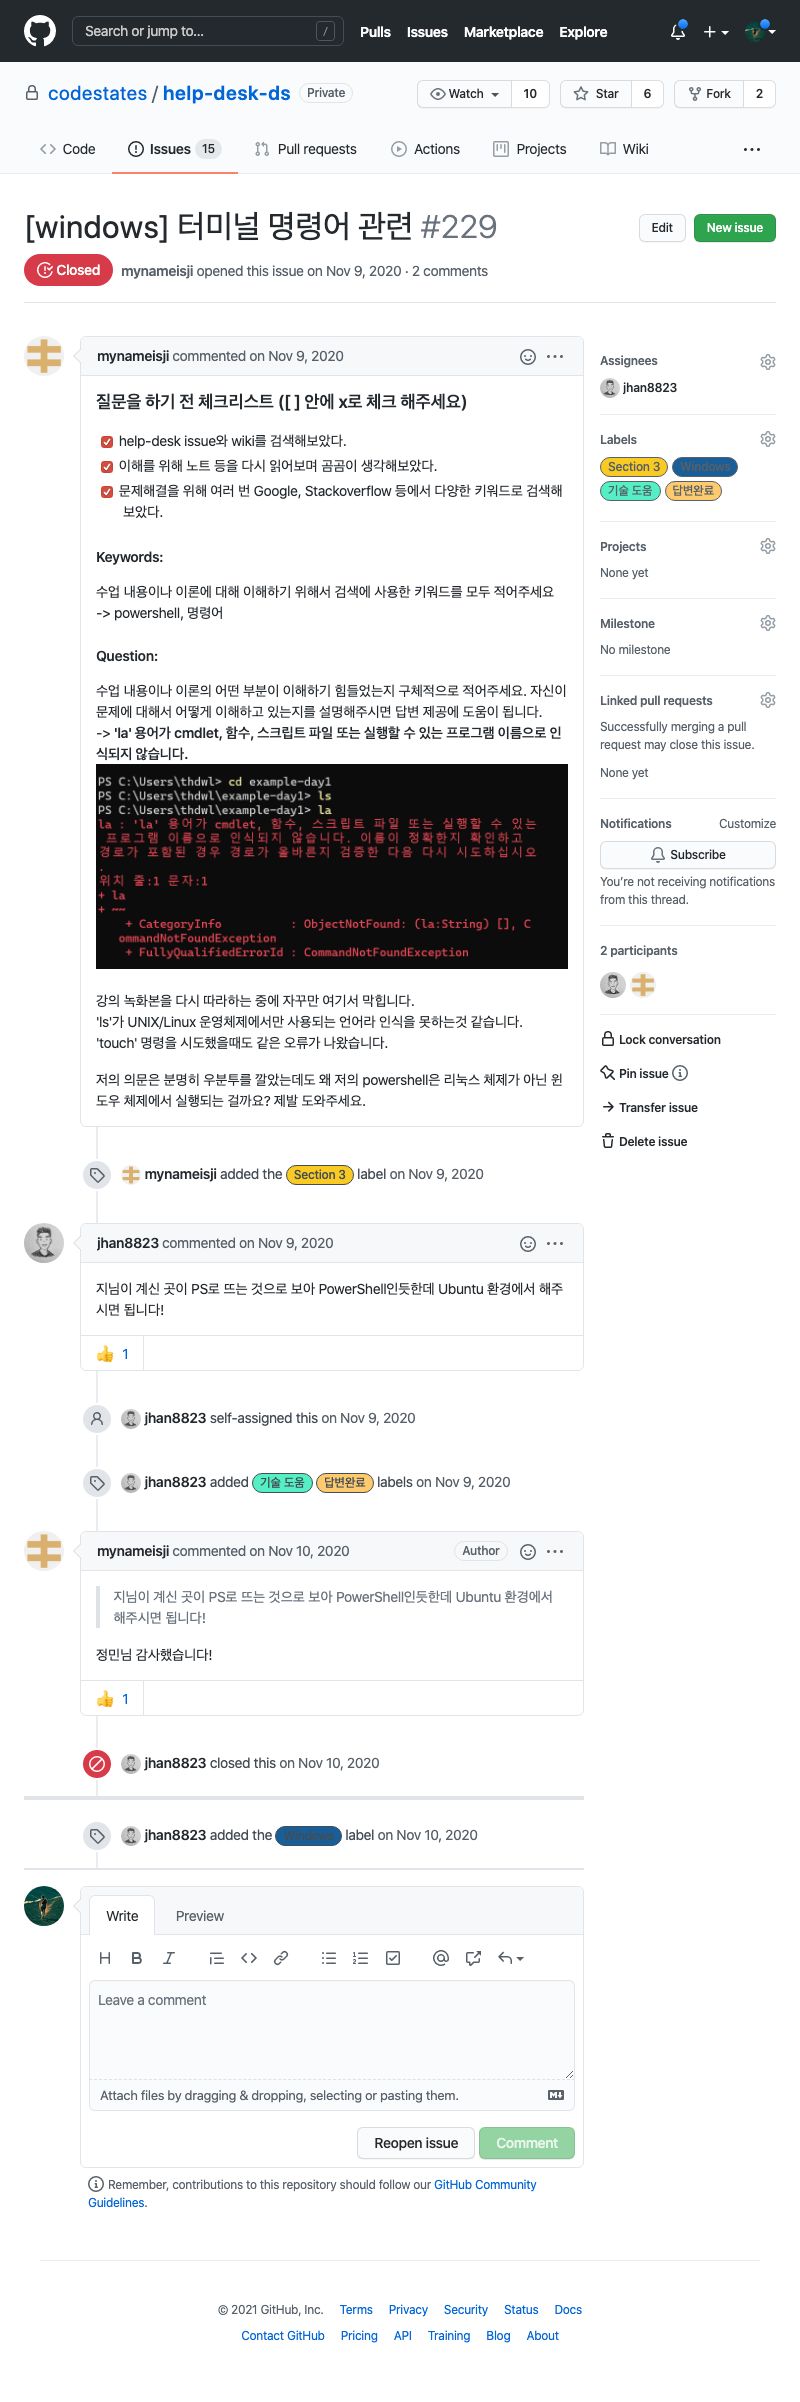 Search or jump to...
/
Pulls
Issues
Marketplace
Explore
codestates / help-desk-ds
Private
Watch
10
Star
6
Fork
2
Code
Issues 15
Pull requests
Actions
Projects
Wiki
[windows] 터미널 명령어 관련 #229
Edit
New issue
Closed
mynameisji opened this issue on Nov 9, 2020 · 2 comments
mynameisji commented on Nov 9, 2020
질문을 하기 전 체크리스트 ([ ] 안에 x로 체크 해주세요)
help-desk issue와 wiki를 검색해보았다.
이해를 위해 노트 등을 다시 읽어보며 곰곰이 생각해보았다.
문제해결을 위해 여러 번 Google, Stackoverflow 등에서 다양한 키워드로 검색해
보았다.
Keywords:
수업 내용이나 이론에 대해 이해하기 위해서 검색에 사용한 키워드를 모두 적어주세요
-> powershell, 명령어
Question:
수업 내용이나 이론의 어떤 부분이 이해하기 힘들었는지 구체적으로 적어주세요. 자신이
문제에 대해서 어떻게 이해하고 있는지를 설명해주시면 답변 제공에 도움이 됩니다.
-> 'la' 용어가 cmdlet, 함수, 스크립트 파일 또는 실행할 수 있는 프로그램 이름으로 인
식되지 않습니다.
PS C:\Users\thdwl> cd example-day1
PS C:\Users\thdwl\example-day1> ls
PS C:\Users\thdwl\example-day1> la
la : 'la' 용어가 cmdlet, 함수, 스크립트 파일 또는 실행할 수 있는
프로그램 이름으로 인식되지 않습니다. 이름이 정확한지 확인하고
경로가 포함된 경우 경로가 올바른지 검증한 다음 다시 시도하십시오
.
위치 줄:1 문자:1
+ la
+ ~~
+ CategoryInfo : ObjectNotFound: (la:String) [], C
ommandNotFoundException
+ FullyQualifiedErrorId : CommandNotFoundException
강의 녹화본을 다시 따라하는 중에 자꾸만 여기서 막힙니다.
'ls'가 UNIX/Linux 운영체제에서만 사용되는 언어라 인식을 못하는것 같습니다.
'touch' 명령을 시도했을때도 같은 오류가 나왔습니다.
저의 의문은 분명히 우분투를 깔았는데도 왜 저의 powershell은 리눅스 체제가 아닌 윈
도우 체제에서 실행되는 걸까요? 제발 도와주세요.
mynameisji added the Section 3 label on Nov 9, 2020
jhan8823 commented on Nov 9, 2020
지님이 계신 곳이 PS로 뜨는 것으로 보아 PowerShell인듯한데 Ubuntu 환경에서 해주
시면 됩니다!
👍 1
jhan8823 self-assigned this on Nov 9, 2020
jhan8823 added 기술 도움 답변완료 labels on Nov 9, 2020
mynameisji commented on Nov 10, 2020
Author
지님이 계신 곳이 PS로 뜨는 것으로 보아 PowerShell인듯한데 Ubuntu 환경에서
해주시면 됩니다!
정민님 감사했습니다!
👍 1
jhan8823 closed this on Nov 10, 2020
jhan8823 added the Windows label on Nov 10, 2020
Write
Preview
Leave a comment
Attach files by dragging & dropping, selecting or pasting them.
Reopen issue
Comment
Remember, contributions to this repository should follow our GitHub Community
Guidelines.
Assignees
jhan8823
Labels
Section 3
Windows
기술 도움
답변완료
Projects
None yet
Milestone
No milestone
Linked pull requests
Successfully merging a pull
request may close this issue.
None yet
Notifications
Customize
Subscribe
You're not receiving notifications
from this thread.
2 participants
Lock conversation
Pin issue
Transfer issue
Delete issue
© 2021 GitHub, Inc.
Terms
Privacy
Security
Status
Docs
Contact GitHub
Pricing
API
Training
Blog
About